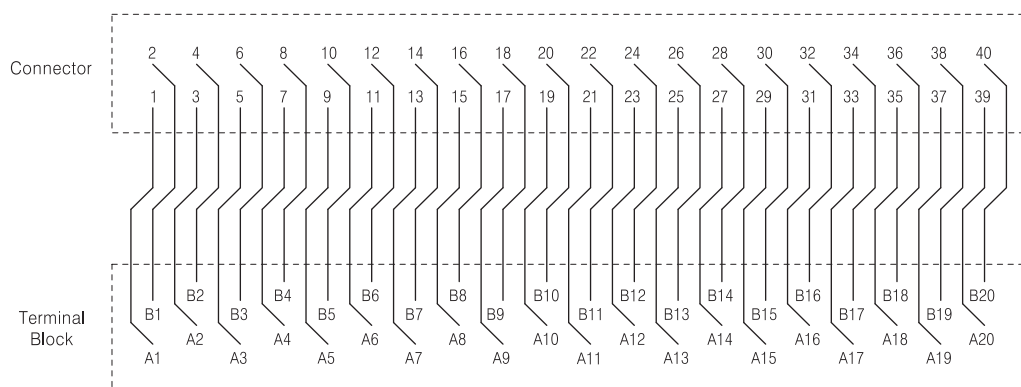 2 4 6 8 10 12 14 16 18 20 22 24 26 28 30 32 34 36 38 40
Connector
1 3 5 7 9 11 13 15 17 19 21 23 25 27 29 31 33 35 37 39
B2 B4 B6 B8 B10 B12 B14 B16 B18 B20
B1 B3 B5 B7 B9 B11 B13 B15 B17 B19
Terminal
Block
A2 A4 A6 A8 A10 A12 A14 A16 A18 A20
A1 A3 A5 A7 A9 A11 A13 A15 A17 A19